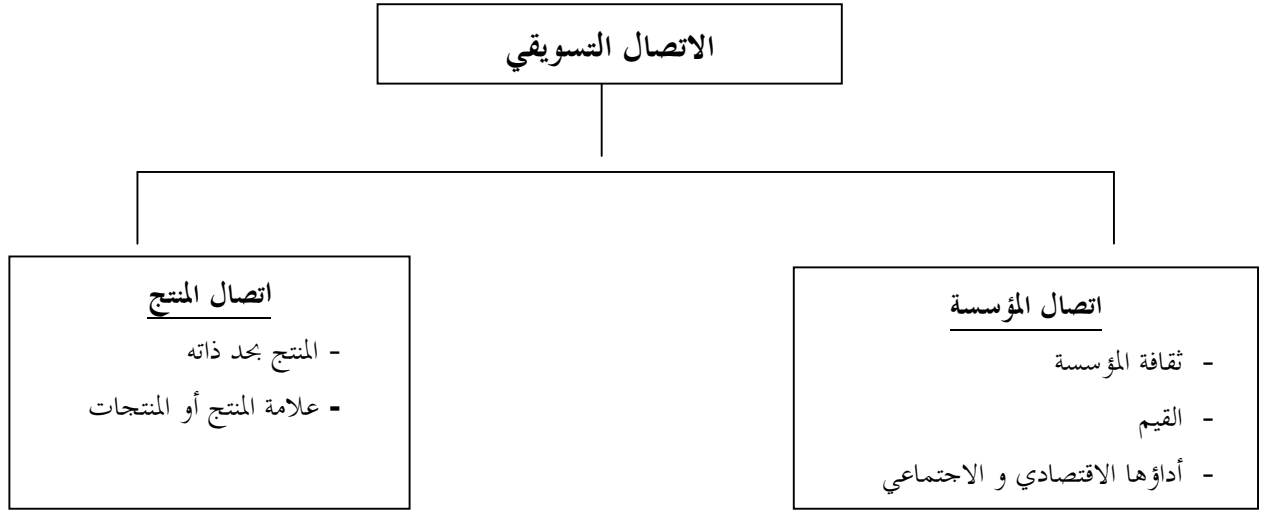 الاتصال التسويقي
اتصال المؤسسة
- ثقافة المؤسسة
- القيم
- أداؤها الاقتصادي و الاجتماعي
اتصال المنتج
- المنتج بحد ذاته
- علامة المنتج أو المنتجات